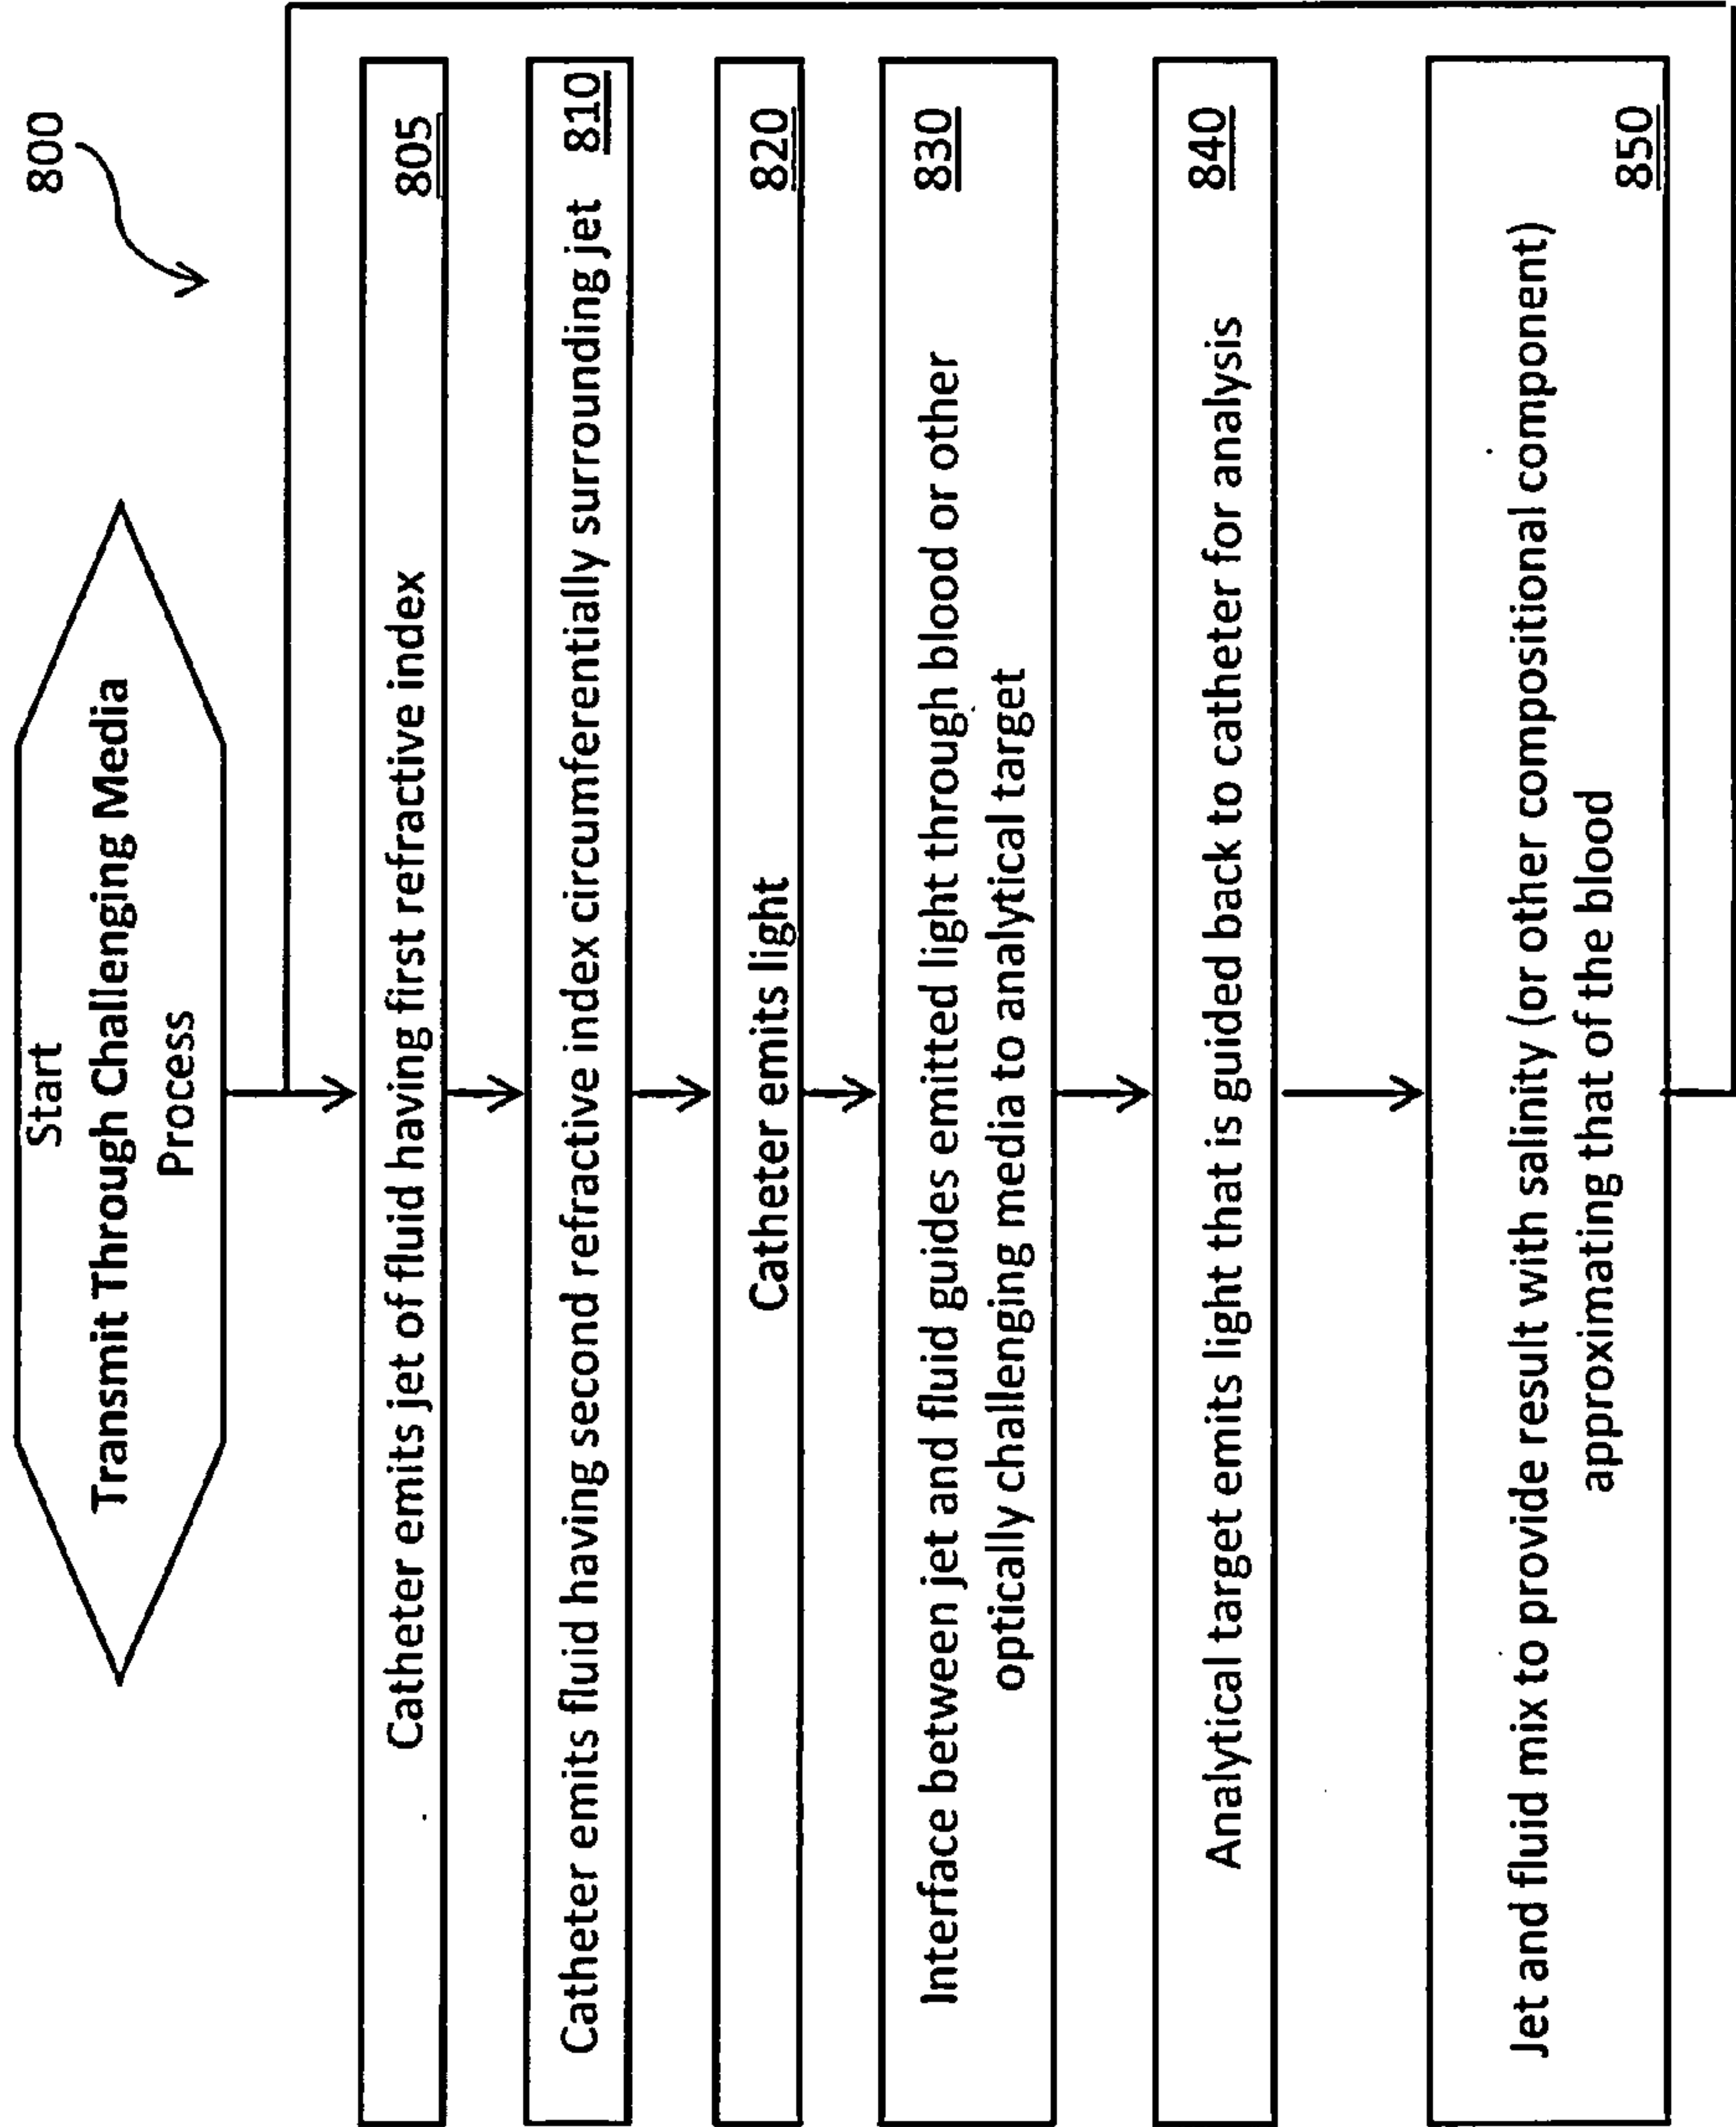 800
Start
Transmit Through Challenging Media
Process
Catheter emits jet of fluid having first refractive index 805
Catheter emits fluid having second refractive index circumferentially surrounding jet 810
Catheter emits light 820
Interface between jet and fluid guides emitted light through blood or other 830
optically challenging media to analytical target
Analytical target emits light that is guided back to catheter for analysis 840
Jet and fluid mix to provide result with salinity (or other compositional component)
approximating that of the blood
850